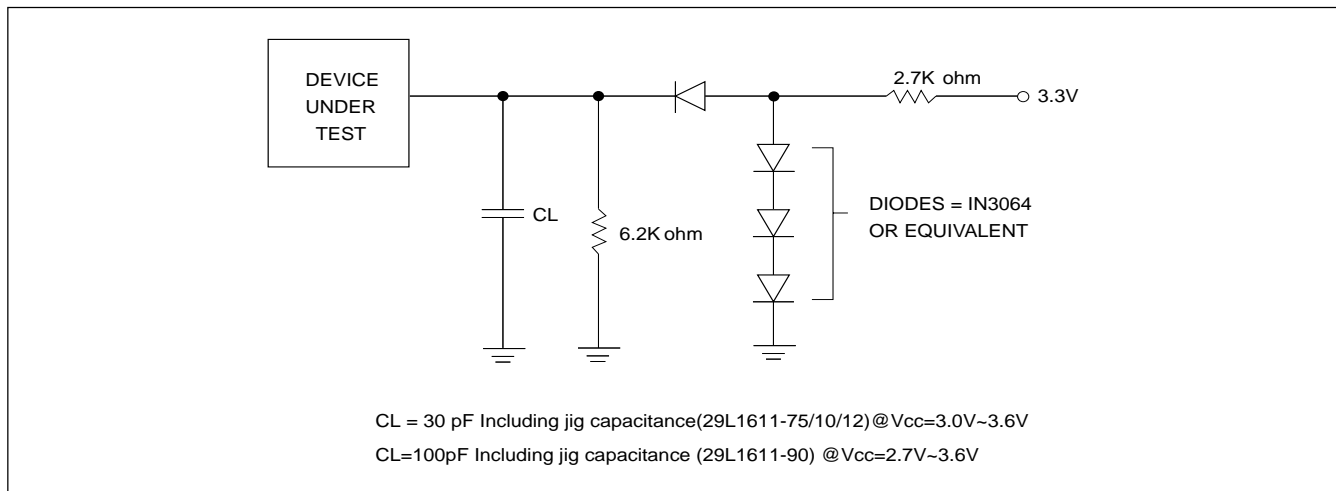 DEVICE
UNDER
TEST
2.7K ohm
3.3V
CL
6.2K ohm
DIODES = IN3064
OR EQUIVALENT
CL = 30 pF Including jig capacitance(29L1611-75/10/12)@Vcc=3.0V~3.6V
CL=100pF Including jig capacitance (29L1611-90) @Vcc=2.7V~3.6V